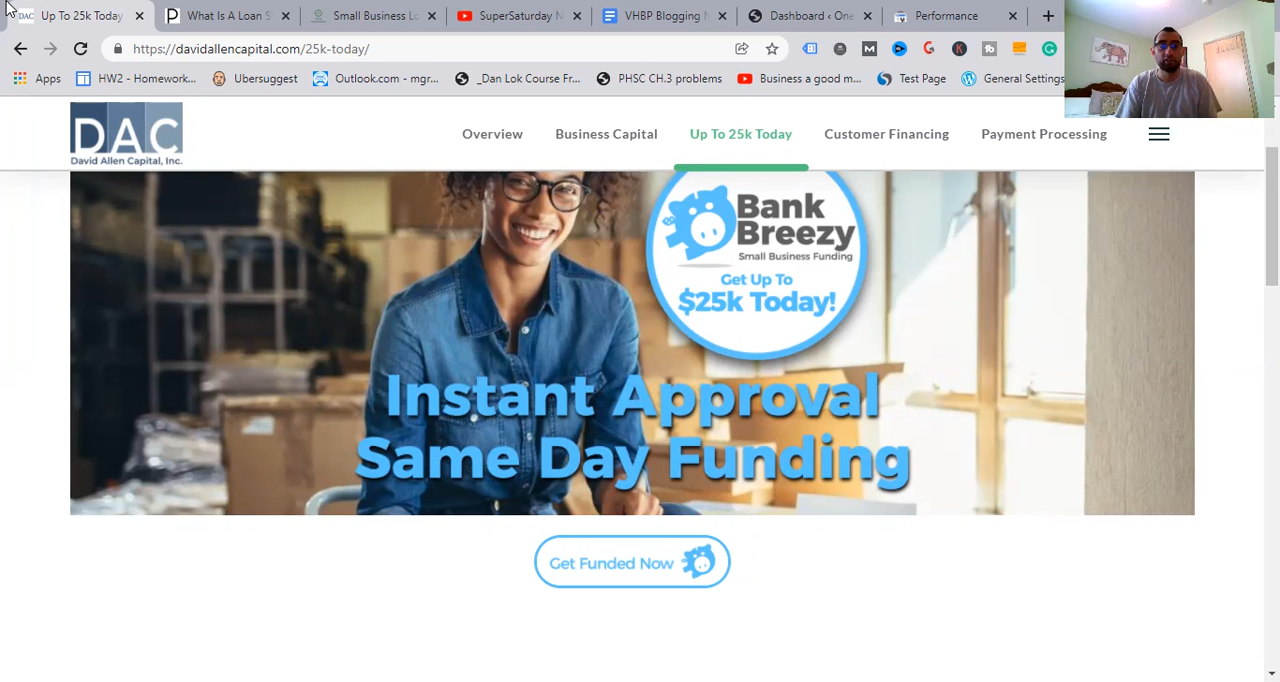 Up To 25k Today
What Is A Loan S
Small Business Lo
SuperSaturday N
VHBP Blogging N
Dashboard ‹ One
Performance
https://davidallencapital.com/25k-today/
Apps
HW2 - Homework...
Ubersuggest
Outlook.com - mgr...
_Dan Lok Course Fr...
PHSC CH.3 problems
Business a good m...
Test Page
General Settings
DAC
David Allen Capital, Inc.
Overview
Business Capital
Up To 25k Today
Customer Financing
Payment Processing
Bank
Breezy
Small Business Funding
Get Up To
$25k Today!
Instant Approval
Same Day Funding
Get Funded Now